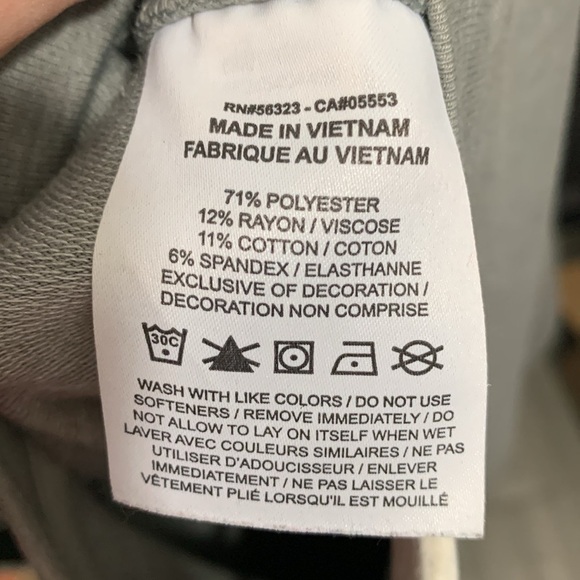 RN#56323 - CA#05553
MADE IN VIETNAM
FABRIQUE AU VIETNAM
71% POLYESTER
12% RAYON / VISCOSE
11% COTTON / COTON
6% SPANDEX / ELASTHANNE
EXCLUSIVE OF DECORATION /
DECORATION NON COMPRISE
30C
WASH WITH LIKE COLORS / DO NOT USE
SOFTENERS / REMOVE IMMEDIATELY / DO
NOT ALLOW TO LAY ON ITSELF WHEN WET
LAVER AVEC COULEURS SIMILAIRES / NE PAS
UTILISER D'ADOUCISSEUR / ENLEVER
IMMEDIATEMENT / NE PAS LAISSER LE
VÊTEMENT PLIÉ LORSQU'IL EST MOUILLÉ